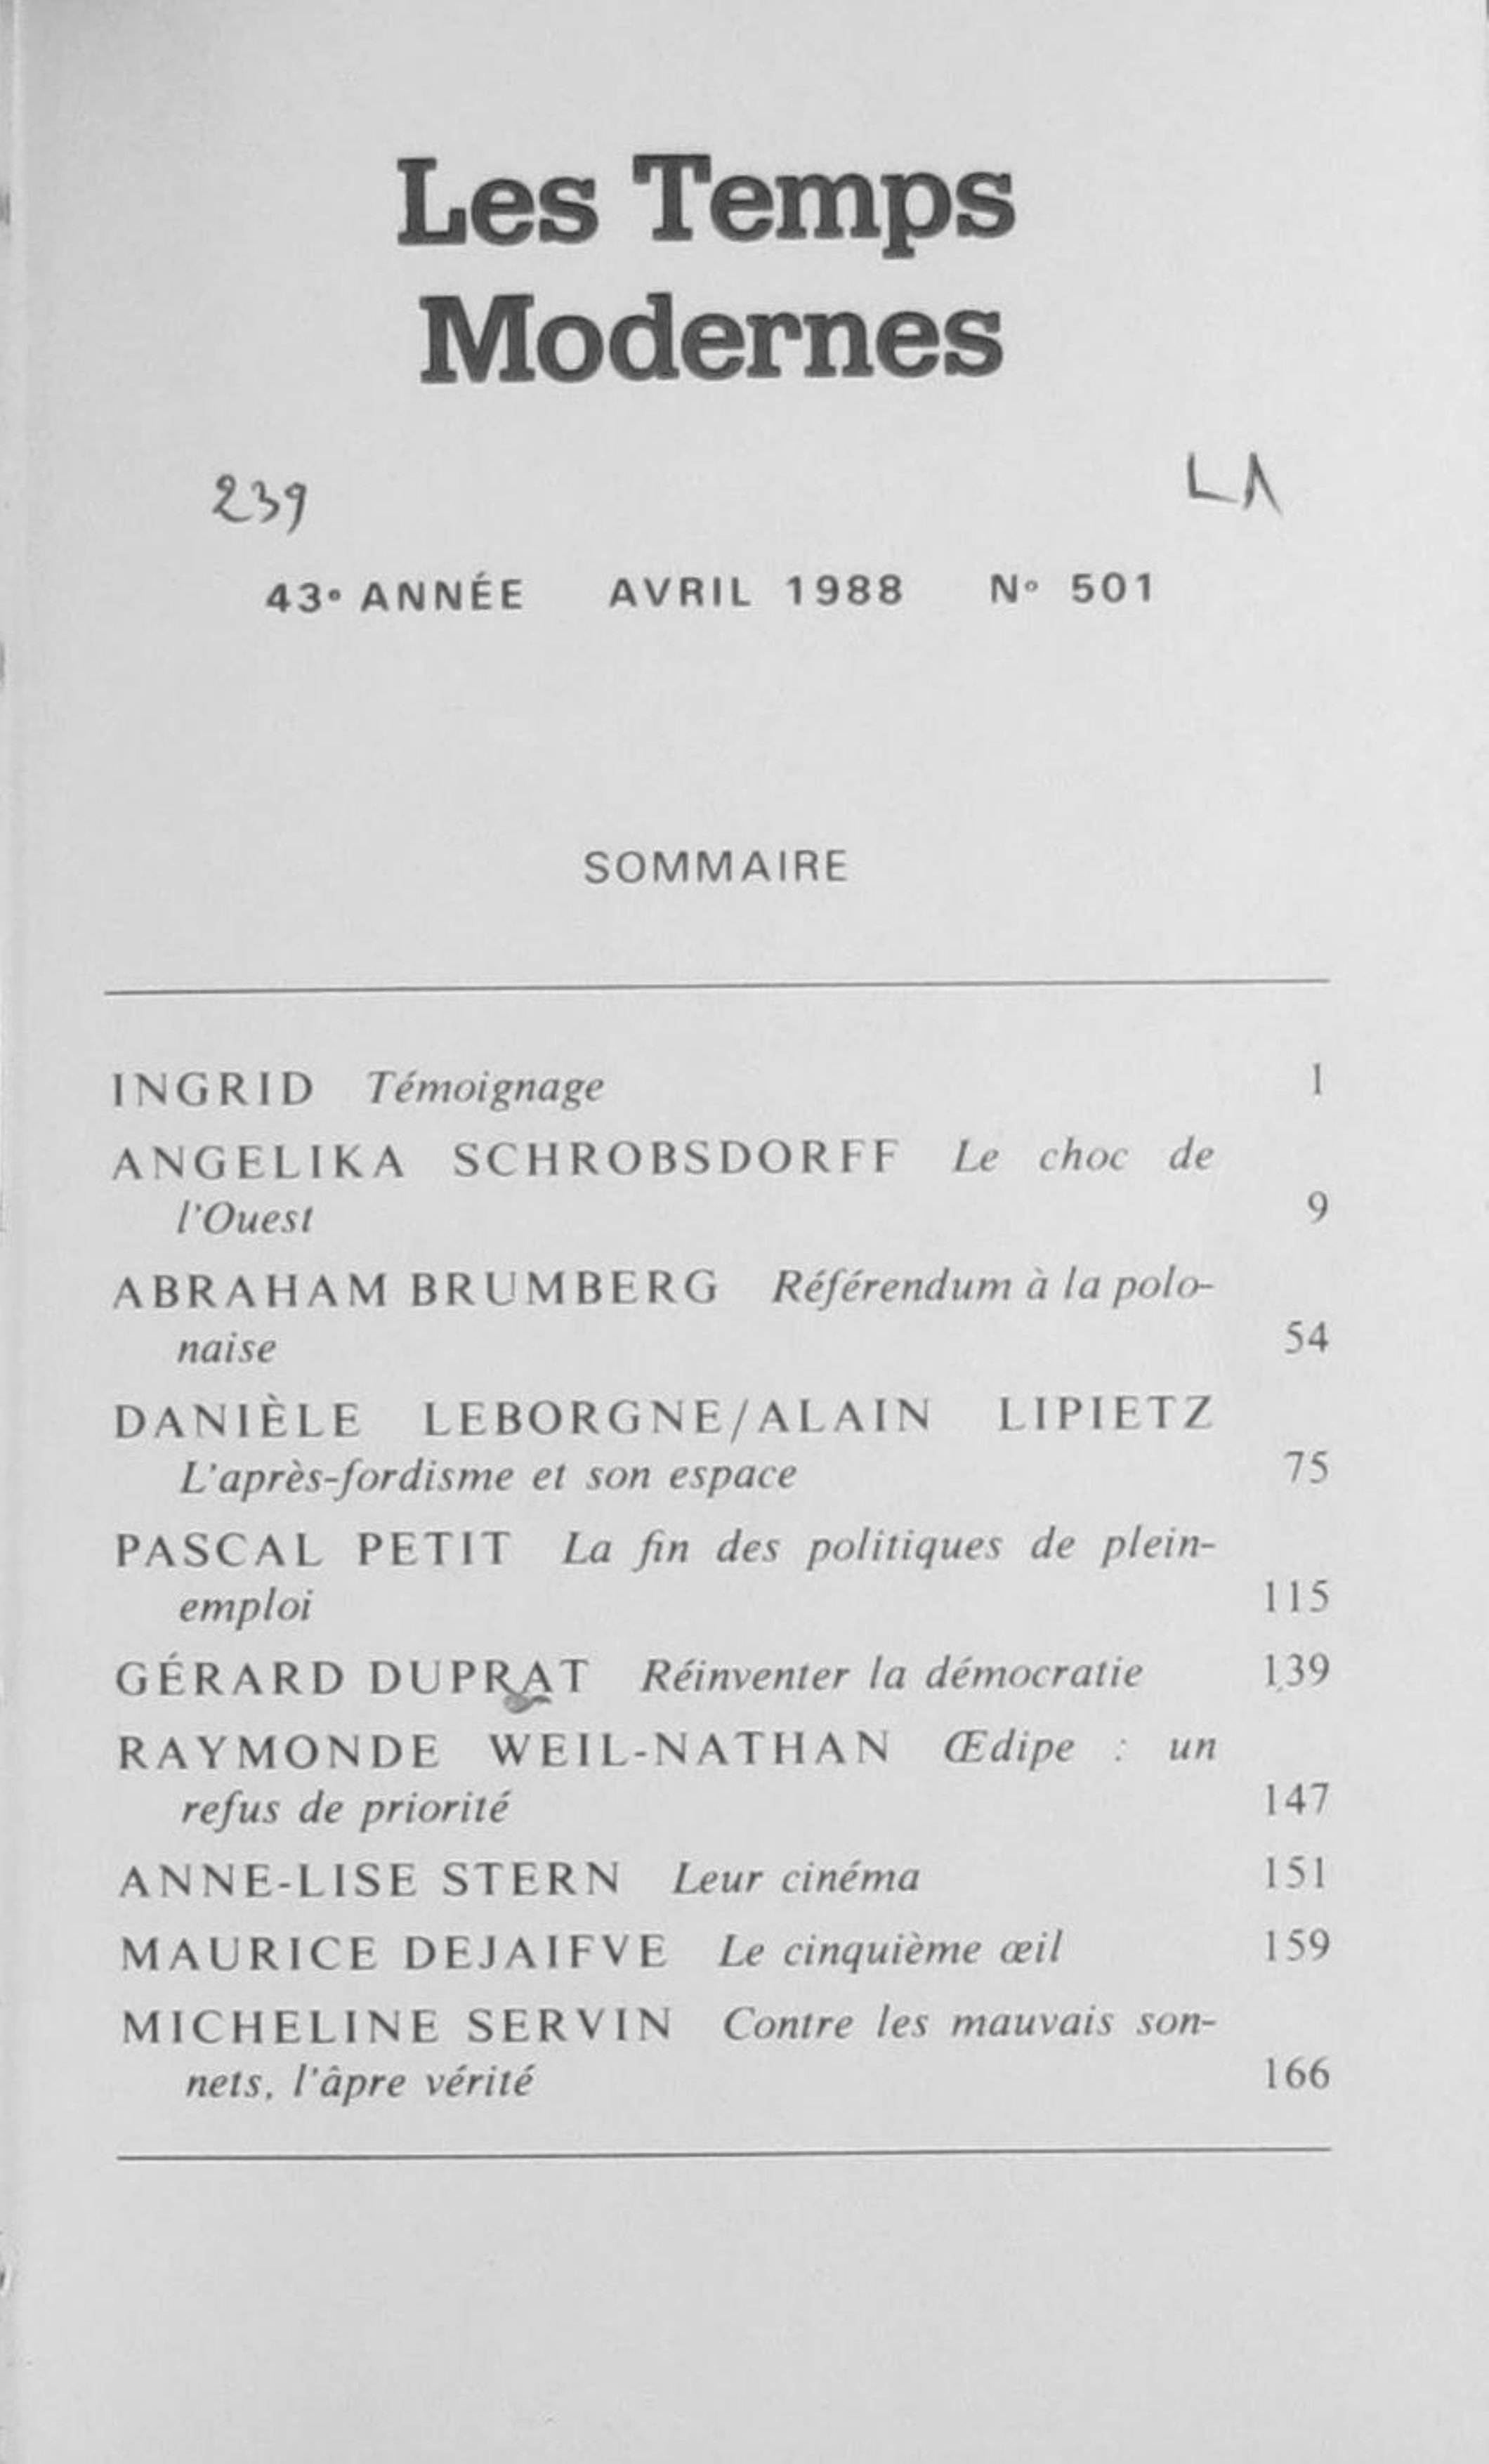 Les Temps
Modernes
239
LA
43e ANNÉE AVRIL 1988 No 501
SOMMAIRE
INGRID Témoignage 1
ANGELIKA SCHROBSDORFF Le choc de
l'Ouest 9
ABRAHAM BRUMBERG Référendum à la polo-
naise 54
DANIÈLE LEBORGNE/ALAIN LIPIETZ
L'après-fordisme et son espace 75
PASCAL PETIT La fin des politiques de plein-
emploi 115
GÉRARD DUPRAT Réinventer la démocratie 139
RAYMONDE WEIL-NATHAN Œdipe : un
refus de priorité 147
ANNE-LISE STERN Leur cinéma 151
MAURICE DEJAIFVE Le cinquième œil 159
MICHELINE SERVIN Contre les mauvais son-
nets, l'âpre vérité 166